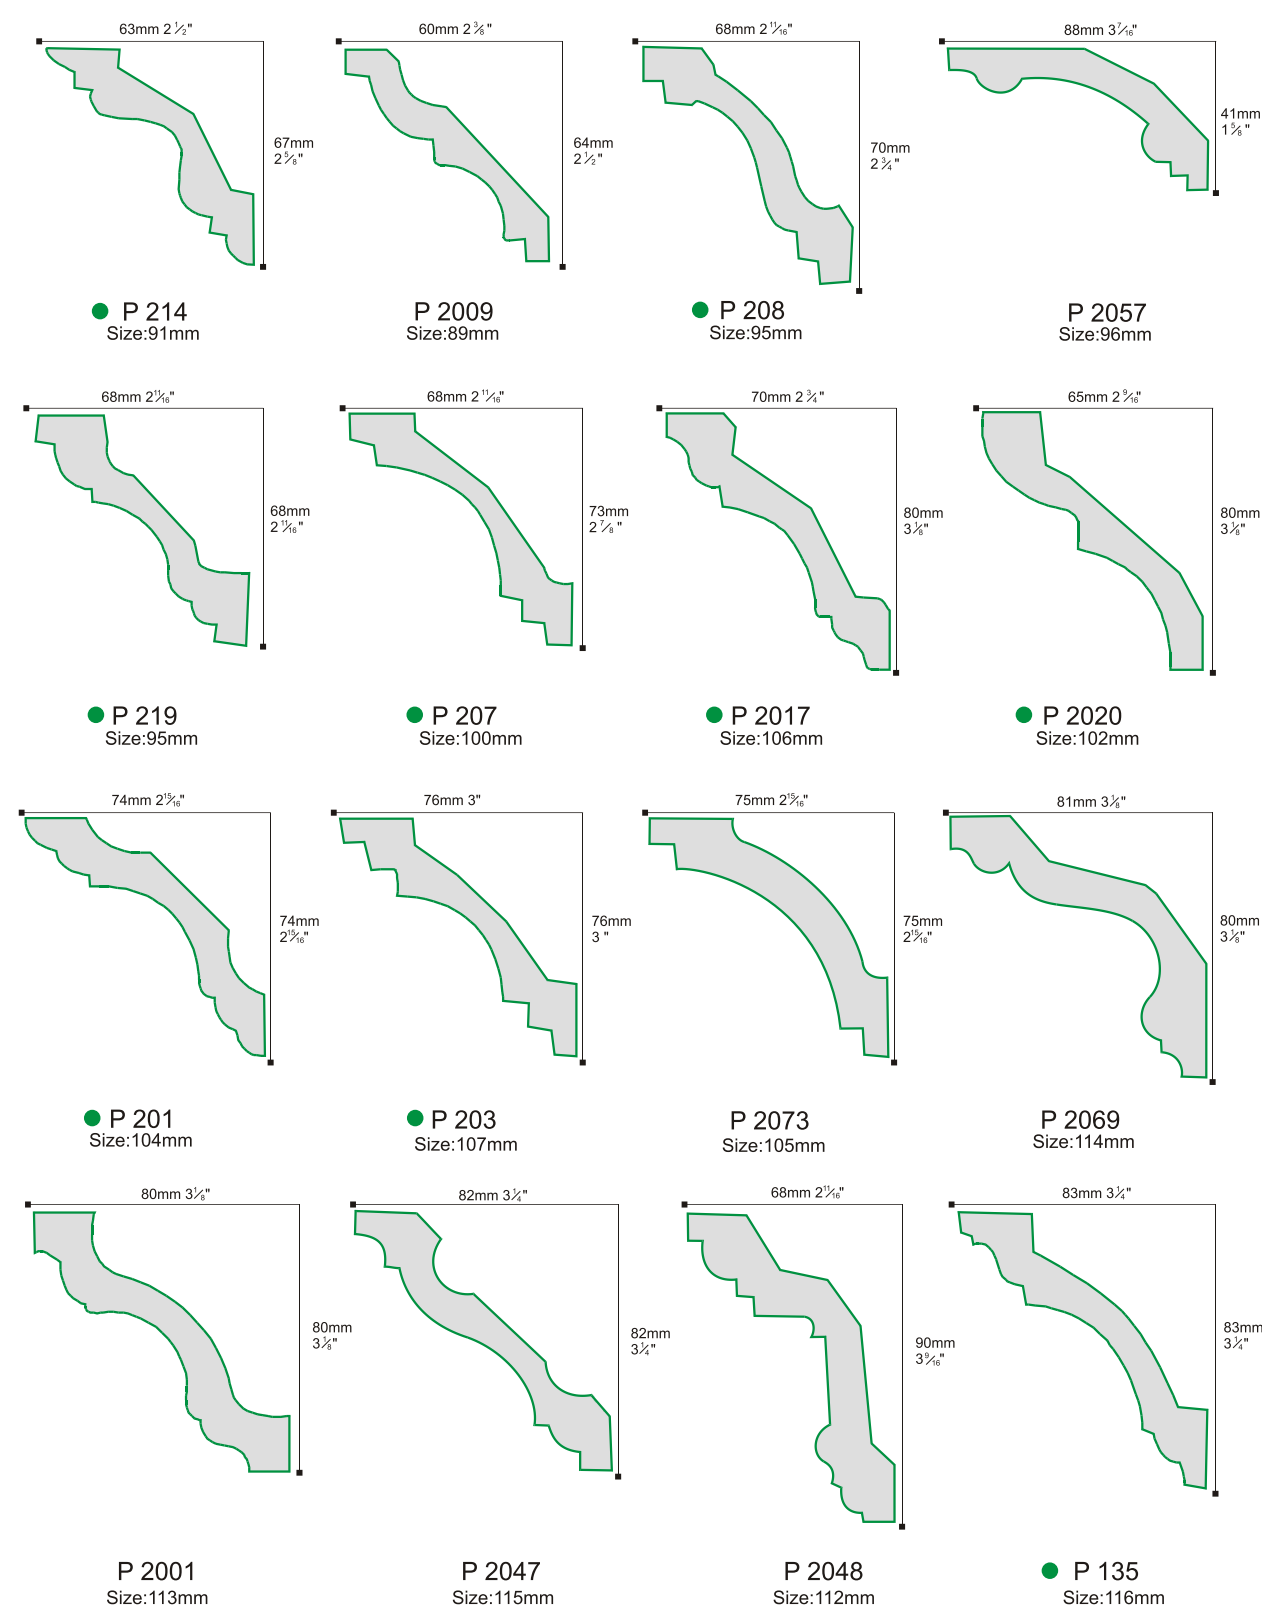 63mm 2 1/2"
67mm
2 5/8"
P 214
Size:91mm
60mm 2 3/8"
64mm
2 1/2"
P 2009
Size:89mm
68mm 2 11/16"
70mm
2 3/4"
P 208
Size:95mm
88mm 3 7/16"
41mm
1 5/8"
P 2057
Size:96mm
68mm 2 11/16"
68mm
2 11/16"
P 219
Size:95mm
68mm 2 11/16"
73mm
2 7/8"
P 207
Size:100mm
70mm 2 3/4"
80mm
3 1/8"
P 2017
Size:106mm
65mm 2 9/16"
80mm
3 1/8"
P 2020
Size:102mm
74mm 2 15/16"
74mm
2 15/16"
P 201
Size:104mm
76mm 3"
76mm
3 "
P 203
Size:107mm
75mm 2 15/16"
75mm
2 15/16"
P 2073
Size:105mm
81mm 3 1/8"
80mm
3 1/8"
P 2069
Size:114mm
80mm 3 1/8"
80mm
3 1/8"
P 2001
Size:113mm
82mm 3 1/4"
82mm
3 1/4"
P 2047
Size:115mm
68mm 2 11/16"
90mm
3 9/16"
P 2048
Size:112mm
83mm 3 1/4"
83mm
3 1/4"
P 135
Size:116mm